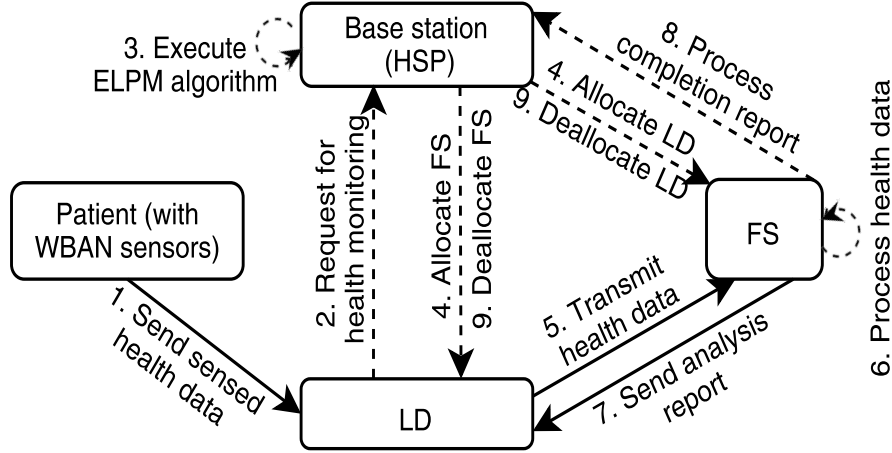 3. Execute
ELPM algorithm
Base station
(HSP)
8. Process
completion report
4. Allocate LD
9. Deallocate LD
Patient (with
WBAN sensors)
2. Request for
health monitoring
4. Allocate FS
9. Deallocate FS
FS
6. Process health data
1. Send sensed
health data
5. Transmit
health data
7. Send analysis
report
LD